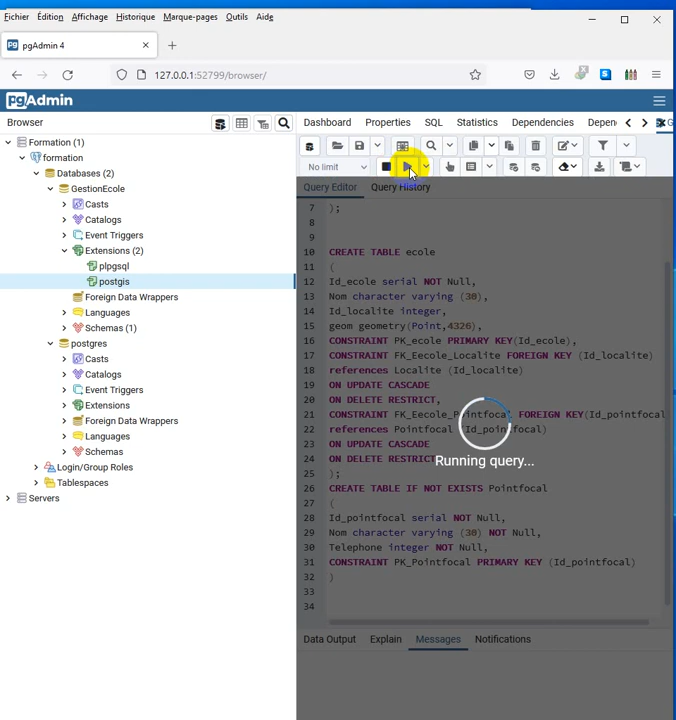 Fichier Édition Affichage Historique Marque-pages Outils Aide
pgAdmin 4
127.0.0.1:52799/browser/
pgAdmin
Browser
Dashboard Properties SQL Statistics Dependencies Depen
Formation (1)
formation
Databases (2)
GestionEcole
Casts
Catalogs
Event Triggers
Extensions (2)
plpgsql
postgis
Foreign Data Wrappers
Languages
Schemas (1)
postgres
Casts
Catalogs
Event Triggers
Extensions
Foreign Data Wrappers
Languages
Schemas
Login/Group Roles
Tablespaces
Servers
No limit
Query Editor Query History
7 );
8
9
10 CREATE TABLE ecole
11 (
12 Id_ecole serial NOT Null,
13 Nom character varying (30),
14 Id_localite integer,
15 geom geometry(Point,4326),
16 CONSTRAINT PK_ecole PRIMARY KEY(Id_ecole),
17 CONSTRAINT FK_Eecole_Localite FOREIGN KEY (Id_localite)
18 references Localite (Id_localite)
19 ON UPDATE CASCADE
20 ON DELETE RESTRICT,
21 CONSTRAINT FK_Eecole_Pointfocal FOREIGN KEY(Id_pointfocal
22 references Pointfocal (Id_pointfocal)
23 ON UPDATE CASCADE
24 ON DELETE RESTRICT
25 );
26 CREATE TABLE IF NOT EXISTS Pointfocal
27 (
28 Id_pointfocal serial NOT Null,
29 Nom character varying (30) NOT Null,
30 Telephone integer NOT Null,
31 CONSTRAINT PK_Pointfocal PRIMARY KEY (Id_pointfocal)
32 )
33
34
Running query...
Data Output Explain Messages Notifications